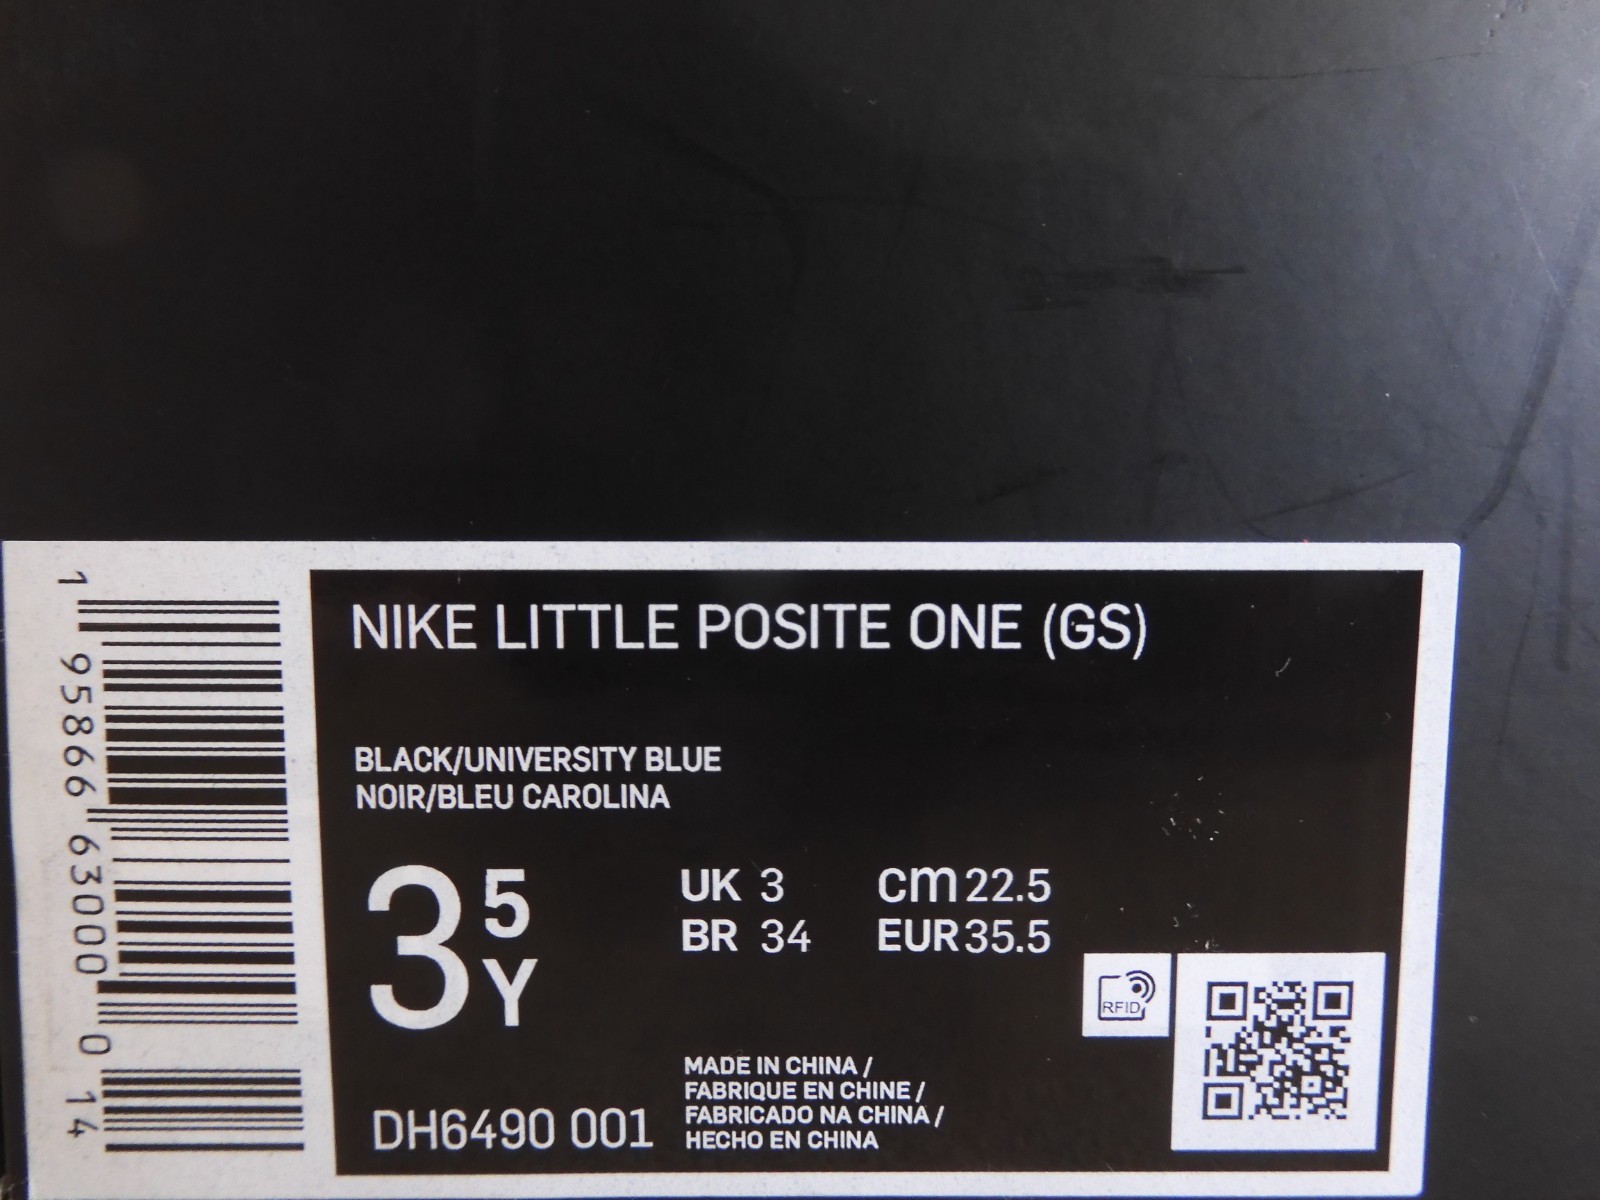 NIKE LITTLE POSITE ONE (GS)
BLACK/UNIVERSITY BLUE
NOIR/BLEU CAROLINA
3 5 Y
UK 3 cm 22.5
BR 34 EUR 35.5
RFID
MADE IN CHINA /
FABRIQUE EN CHINE /
FABRICADO NA CHINA /
HECHO EN CHINA
DH6490 001
1 95866 63000 0 14